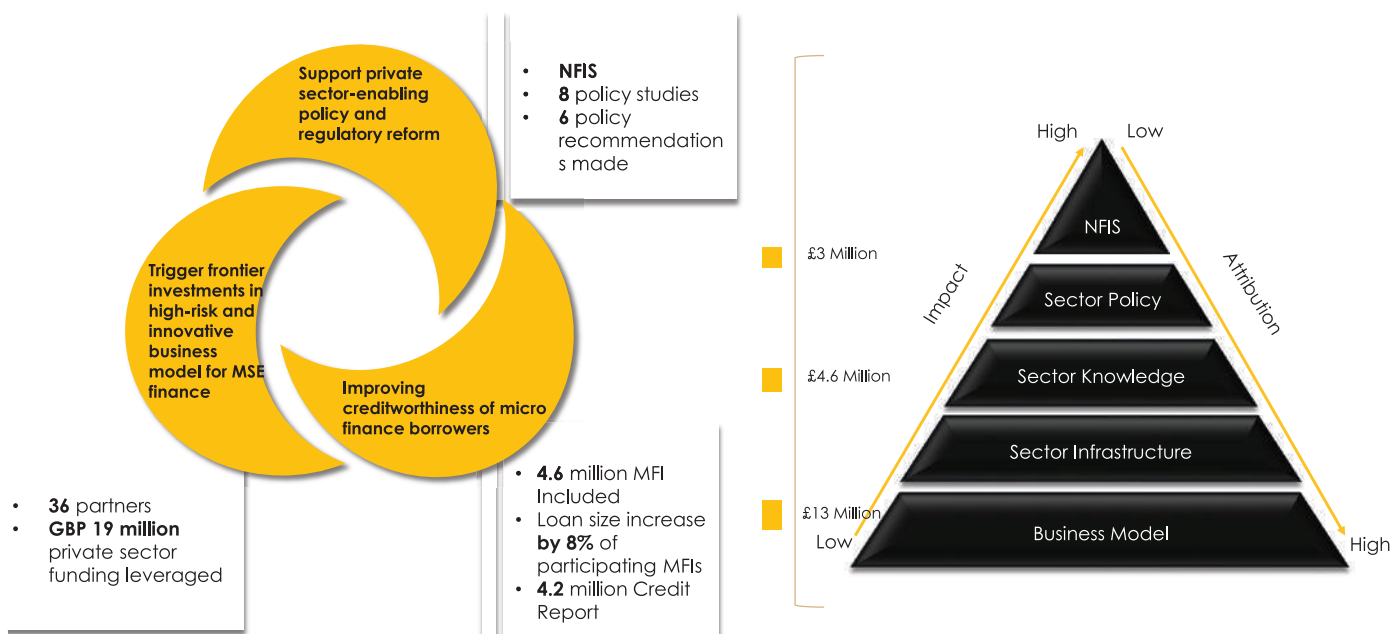 Support private
sector-enabling
policy and
regulatory reform
• NFIS
• 8 policy studies
• 6 policy
recommendation
s made
Trigger frontier
investments in
high-risk and
innovative
business
model for MSE
finance
Improving
creditworthiness of micro
finance borrowers
• 36 partners
• GBP 19 million
private sector
funding leveraged
• 4.6 million MFI
Included
• Loan size increase
by 8% of
participating MFIs
• 4.2 million Credit
Report
£3 Million
£4.6 Million
£13 Million
High
Low
Impact
Attribution
NFIS
Sector Policy
Sector Knowledge
Sector Infrastructure
Business Model
Low
High